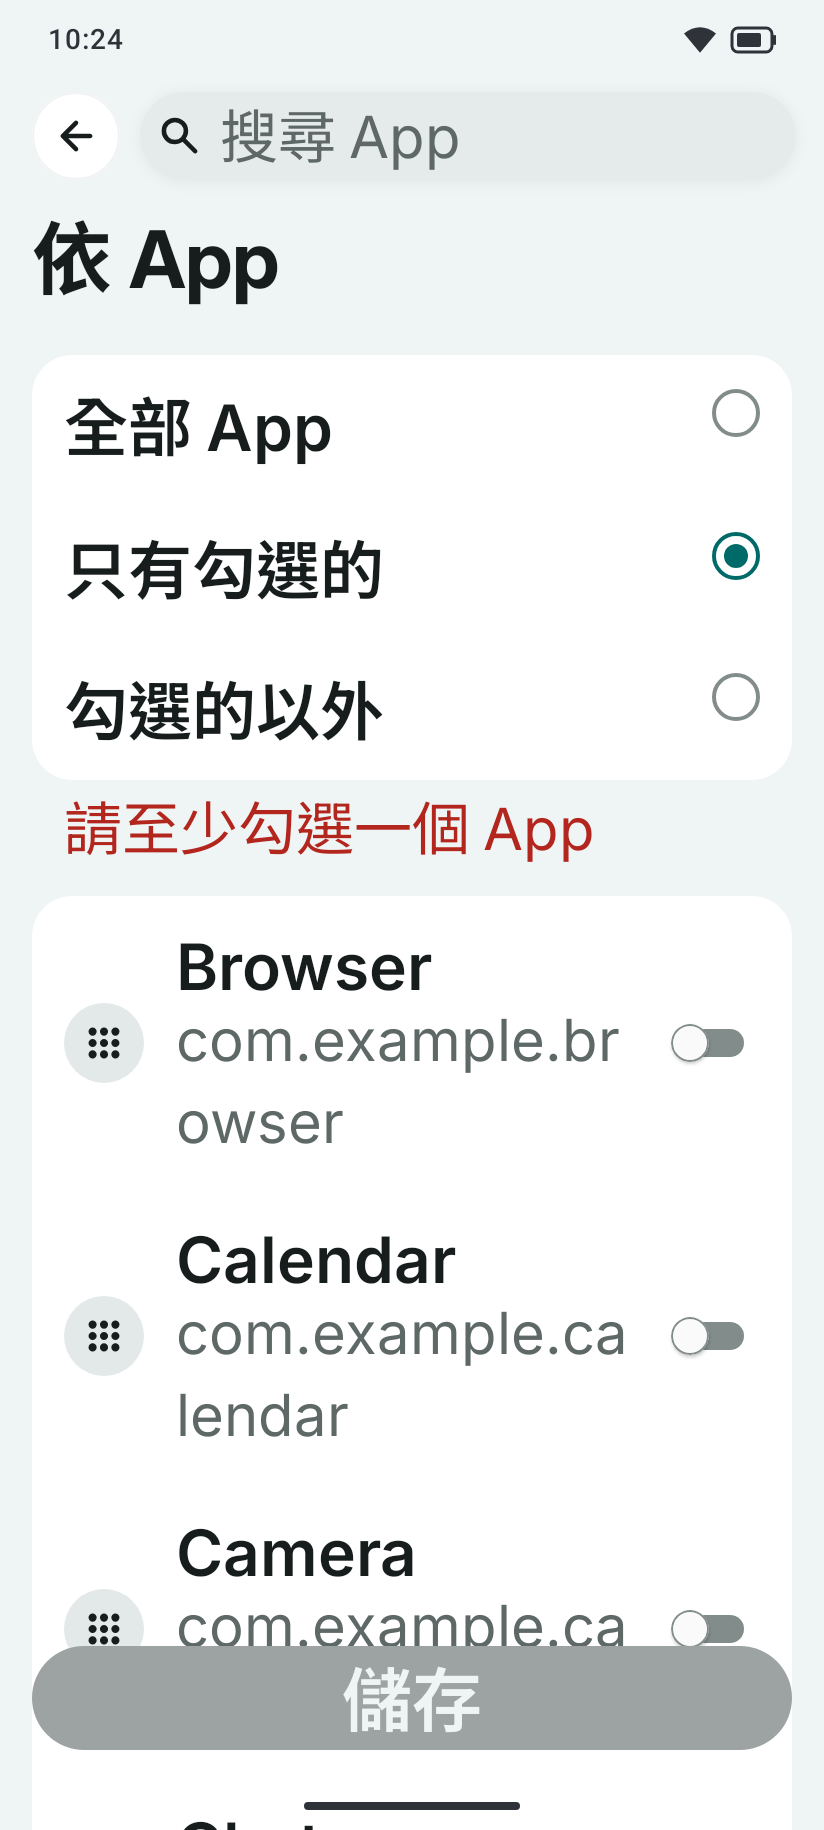 10:24
搜尋 App
依 App
全部 App
只有勾選的
勾選的以外
請至少勾選一個 App
Browser
com.example.br
owser
Calendar
com.example.ca
lendar
Camera
com.example.ca
儲存